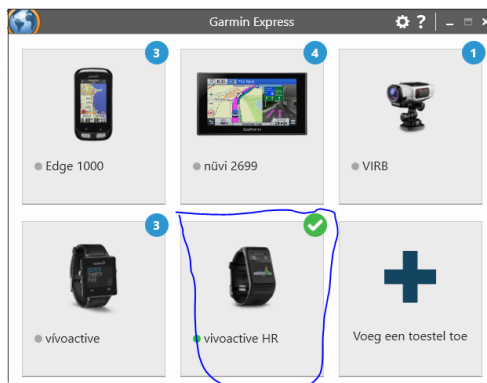 Garmin Express
?
3
4
1
Edge 1000
nüvi 2699
VIRB
3
vívoactive
vivoactive HR
Voeg een toestel toe